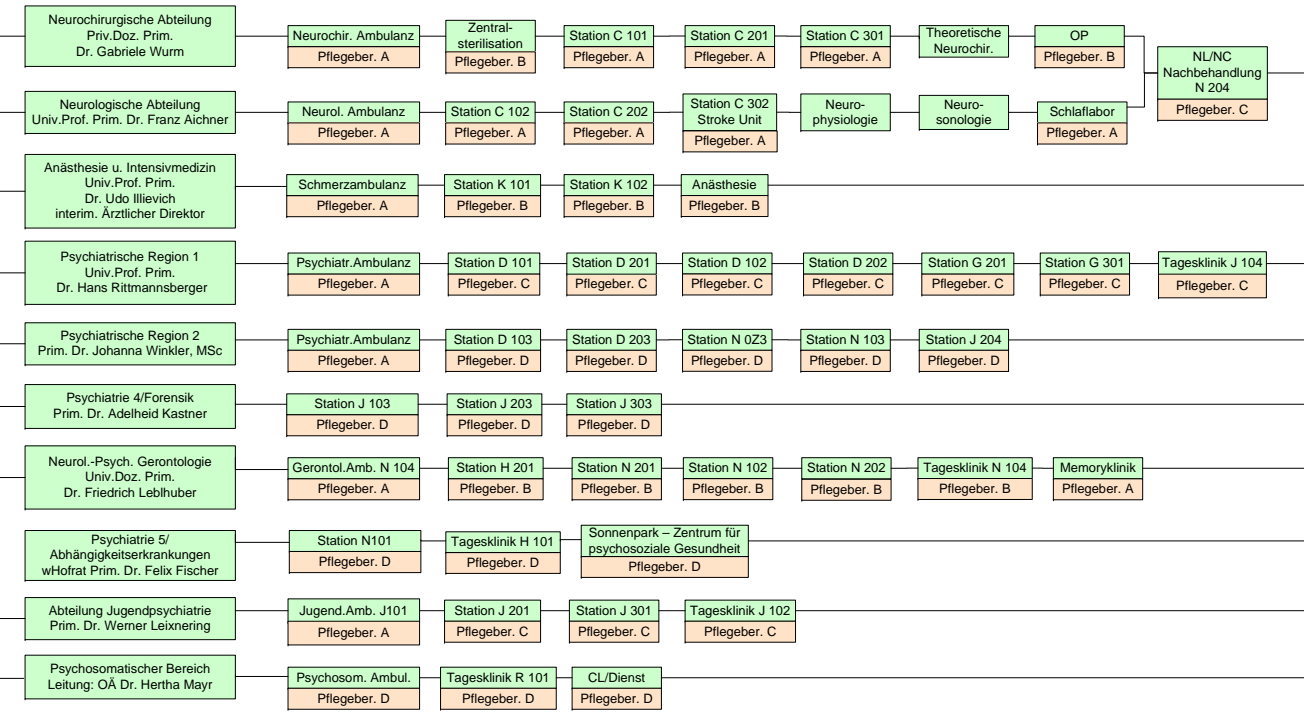 Neurochirurgische Abteilung
Priv.Doz. Prim.
Dr. Gabriele Wurm
Neurochir. Ambulanz
Pflegeber. A
Zentral-
sterilisation
Pflegeber. B
Station C 101
Pflegeber. A
Station C 201
Pflegeber. A
Station C 301
Pflegeber. A
Theoretische
Neurochir.
OP
Pflegeber. B
NL/NC
Nachbehandlung
N 204
Pflegeber. C
Neurologische Abteilung
Univ.Prof. Prim. Dr. Franz Aichner
Neurol. Ambulanz
Pflegeber. A
Station C 102
Pflegeber. A
Station C 202
Pflegeber. A
Station C 302
Stroke Unit
Pflegeber. A
Neuro-
physiologie
Neuro-
sonologie
Schlaflabor
Pflegeber. A
Anästhesie u. Intensivmedizin
Univ.Prof. Prim.
Dr. Udo Illievich
interim. Ärztlicher Direktor
Schmerzambulanz
Pflegeber. A
Station K 101
Pflegeber. B
Station K 102
Pflegeber. B
Anästhesie
Pflegeber. B
Psychiatrische Region 1
Univ.Prof. Prim.
Dr. Hans Rittmannsberger
Psychiatr.Ambulanz
Pflegeber. A
Station D 101
Pflegeber. C
Station D 201
Pflegeber. C
Station D 102
Pflegeber. C
Station D 202
Pflegeber. C
Station G 201
Pflegeber. C
Station G 301
Pflegeber. C
Tagesklinik J 104
Pflegeber. C
Psychiatrische Region 2
Prim. Dr. Johanna Winkler, MSc
Psychiatr.Ambulanz
Pflegeber. A
Station D 103
Pflegeber. D
Station D 203
Pflegeber. D
Station N 0Z3
Pflegeber. D
Station N 103
Pflegeber. D
Station J 204
Pflegeber. D
Psychiatrie 4/Forensik
Prim. Dr. Adelheid Kastner
Station J 103
Pflegeber. D
Station J 203
Pflegeber. D
Station J 303
Pflegeber. D
Neurol.-Psych. Gerontologie
Univ.Doz. Prim.
Dr. Friedrich Leblhuber
Gerontol.Amb. N 104
Pflegeber. A
Station H 201
Pflegeber. B
Station N 201
Pflegeber. B
Station N 102
Pflegeber. B
Station N 202
Pflegeber. B
Tagesklinik N 104
Pflegeber. B
Memoryklinik
Pflegeber. A
Psychiatrie 5/
Abhängigkeitserkrankungen
wHofrat Prim. Dr. Felix Fischer
Station N101
Pflegeber. D
Tagesklinik H 101
Pflegeber. D
Sonnenpark – Zentrum für
psychosoziale Gesundheit
Pflegeber. D
Abteilung Jugendpsychiatrie
Prim. Dr. Werner Leixnering
Jugend.Amb. J101
Pflegeber. A
Station J 201
Pflegeber. C
Station J 301
Pflegeber. C
Tagesklinik J 102
Pflegeber. C
Psychosomatischer Bereich
Leitung: OÄ Dr. Hertha Mayr
Psychosom. Ambul.
Pflegeber. D
Tagesklinik R 101
Pflegeber. D
CL/Dienst
Pflegeber. D